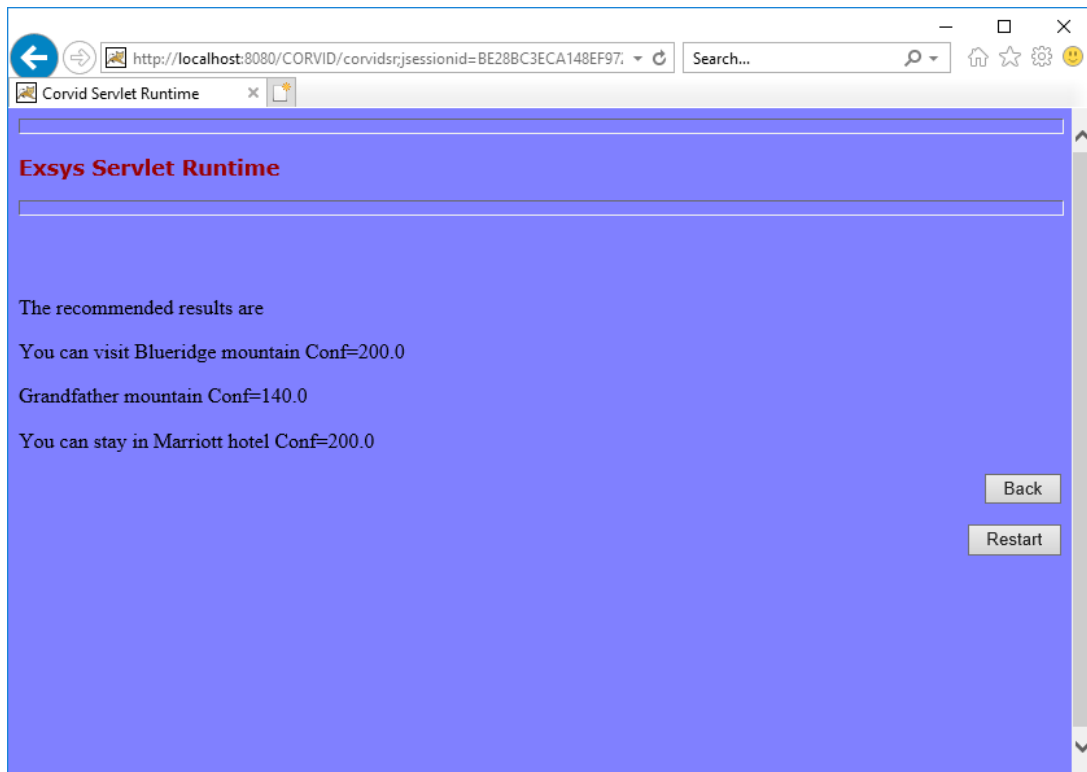 http://localhost:8080/CORVID/corvidsr;jsessionid=BE28BC3ECA148EF97
Search...
Corvid Servlet Runtime
Exsys Servlet Runtime
The recommended results are
You can visit Blueridge mountain Conf=200.0
Grandfather mountain Conf=140.0
You can stay in Marriott hotel Conf=200.0
Back
Restart